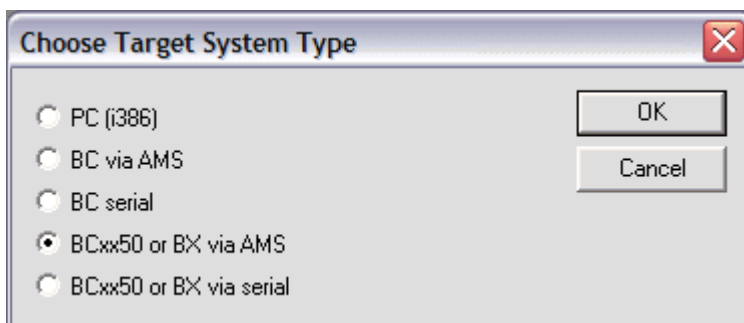 Choose Target System Type
PC (i386)
OK
BC via AMS
Cancel
BC serial
BCxx50 or BX via AMS
BCxx50 or BX via serial